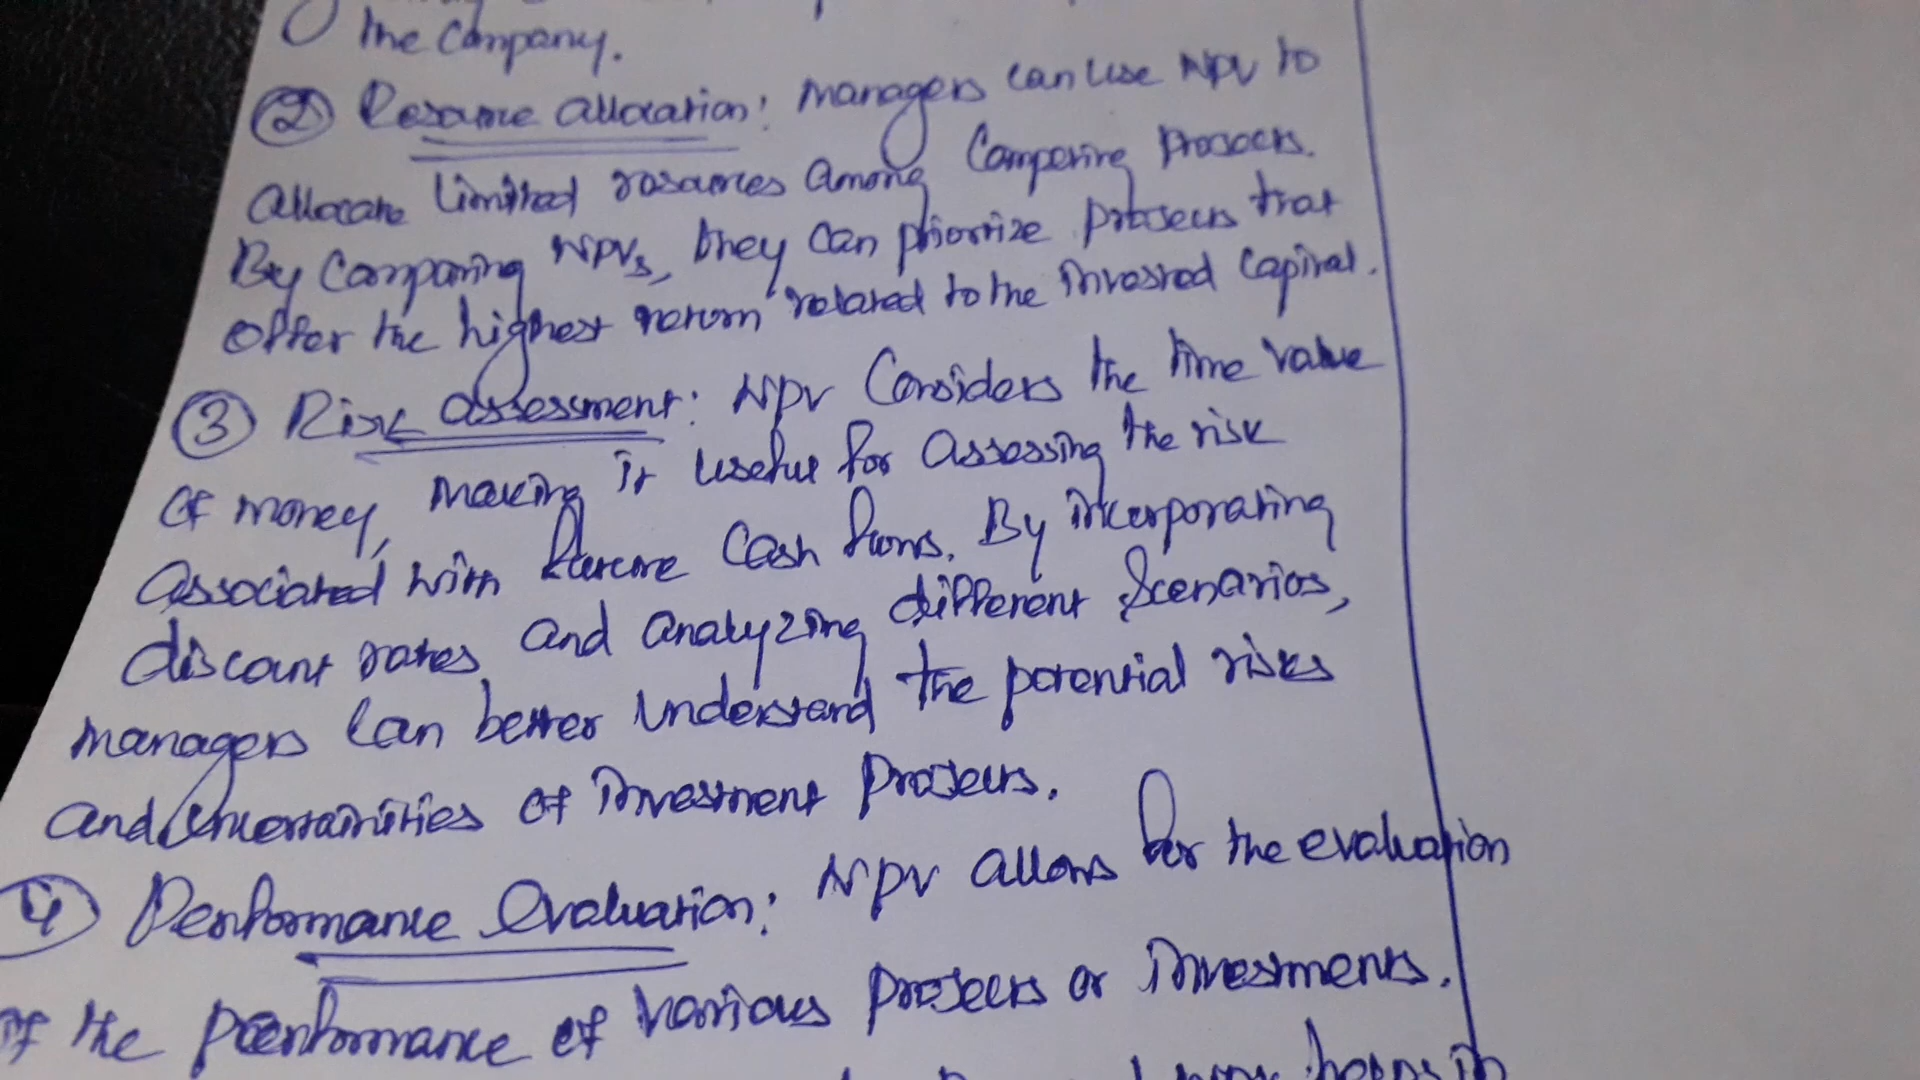 the Company.
② Resource allocation: Managers can use NPV to
allocate limited resources among Competing Projects.
By Comparing NPVs, they can prioritize projects that
offer the highest return related to the invested capital.
③ Risk assessment: NPV Considers the time value
of money, making it useful for assessing the risk
associated with future cash flows. By incorporating
discount rates and analyzing different Scenarios,
managers can better understand the potential risks
and uncertainities of investment projects.
④ Performance evaluation: NPV allows for the evaluation
of the performance of various projects or investments.
helps in